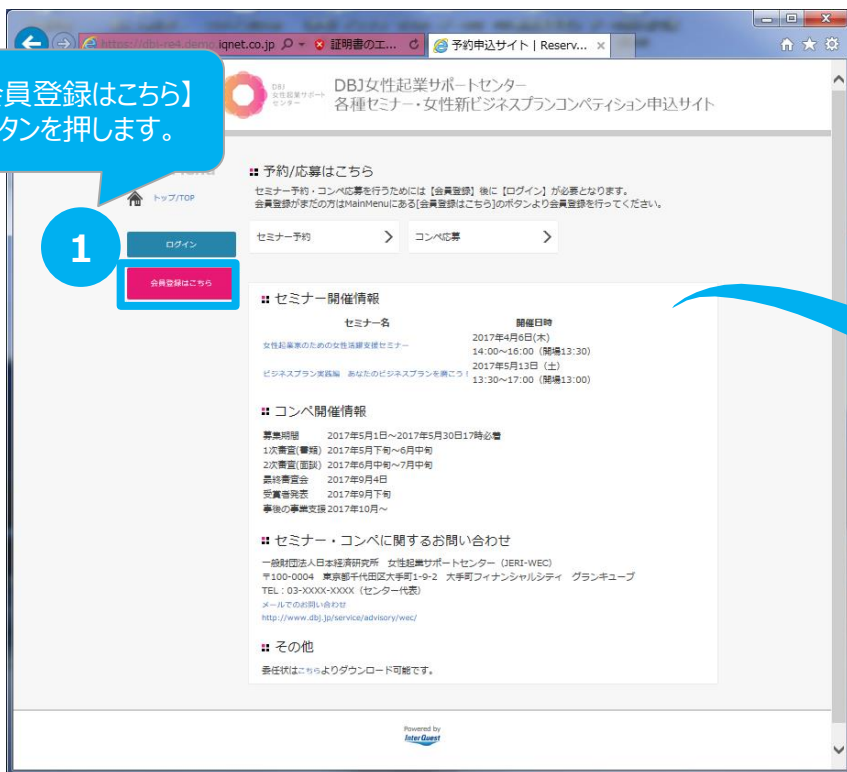 https://dbj-re4.demo.iqnet.co.jp
証明書のエ...
予約申込サイト | Reserv...
会員登録はこちら】
タンを押します。
DBJ
女性起業サポート
センター
DBJ女性起業サポートセンター
各種セミナー・女性新ビジネスプランコンペティション申込サイト
トップ/TOP
1
ログイン
会員登録はこちら
予約/応募はこちら
セミナー予約・コンペ応募を行うためには【会員登録】後に【ログイン】が必要となります。
会員登録がまだの方はMainMenuにある[会員登録はこちら]のボタンより会員登録を行ってください。
セミナー予約
コンペ応募
セミナー開催情報
セミナー名 開催日時
女性起業家のための女性活躍支援セミナー 2017年4月6日(木)
14:00～16:00（開場13:30）
ビジネスプラン実践編 あなたのビジネスプランを磨こう！ 2017年5月13日（土）
13:30～17:00（開場13:00）
コンペ開催情報
募集期間 2017年5月1日～2017年5月30日17時必着
1次審査(書類) 2017年5月下旬～6月中旬
2次審査(面談) 2017年6月中旬～7月中旬
最終審査会 2017年9月4日
受賞者発表 2017年9月下旬
事後の事業支援 2017年10月～
セミナー・コンペに関するお問い合わせ
一般財団法人日本経済研究所 女性起業サポートセンター（JERI-WEC）
〒100-0004 東京都千代田区大手町1-9-2 大手町フィナンシャルシティ グランキューブ
TEL：03-XXXX-XXXX（センター代表）
メールでのお問い合わせ
http://www.dbj.jp/service/advisory/wec/
その他
委任状はこちらよりダウンロード可能です。
Powered by
InterQuest